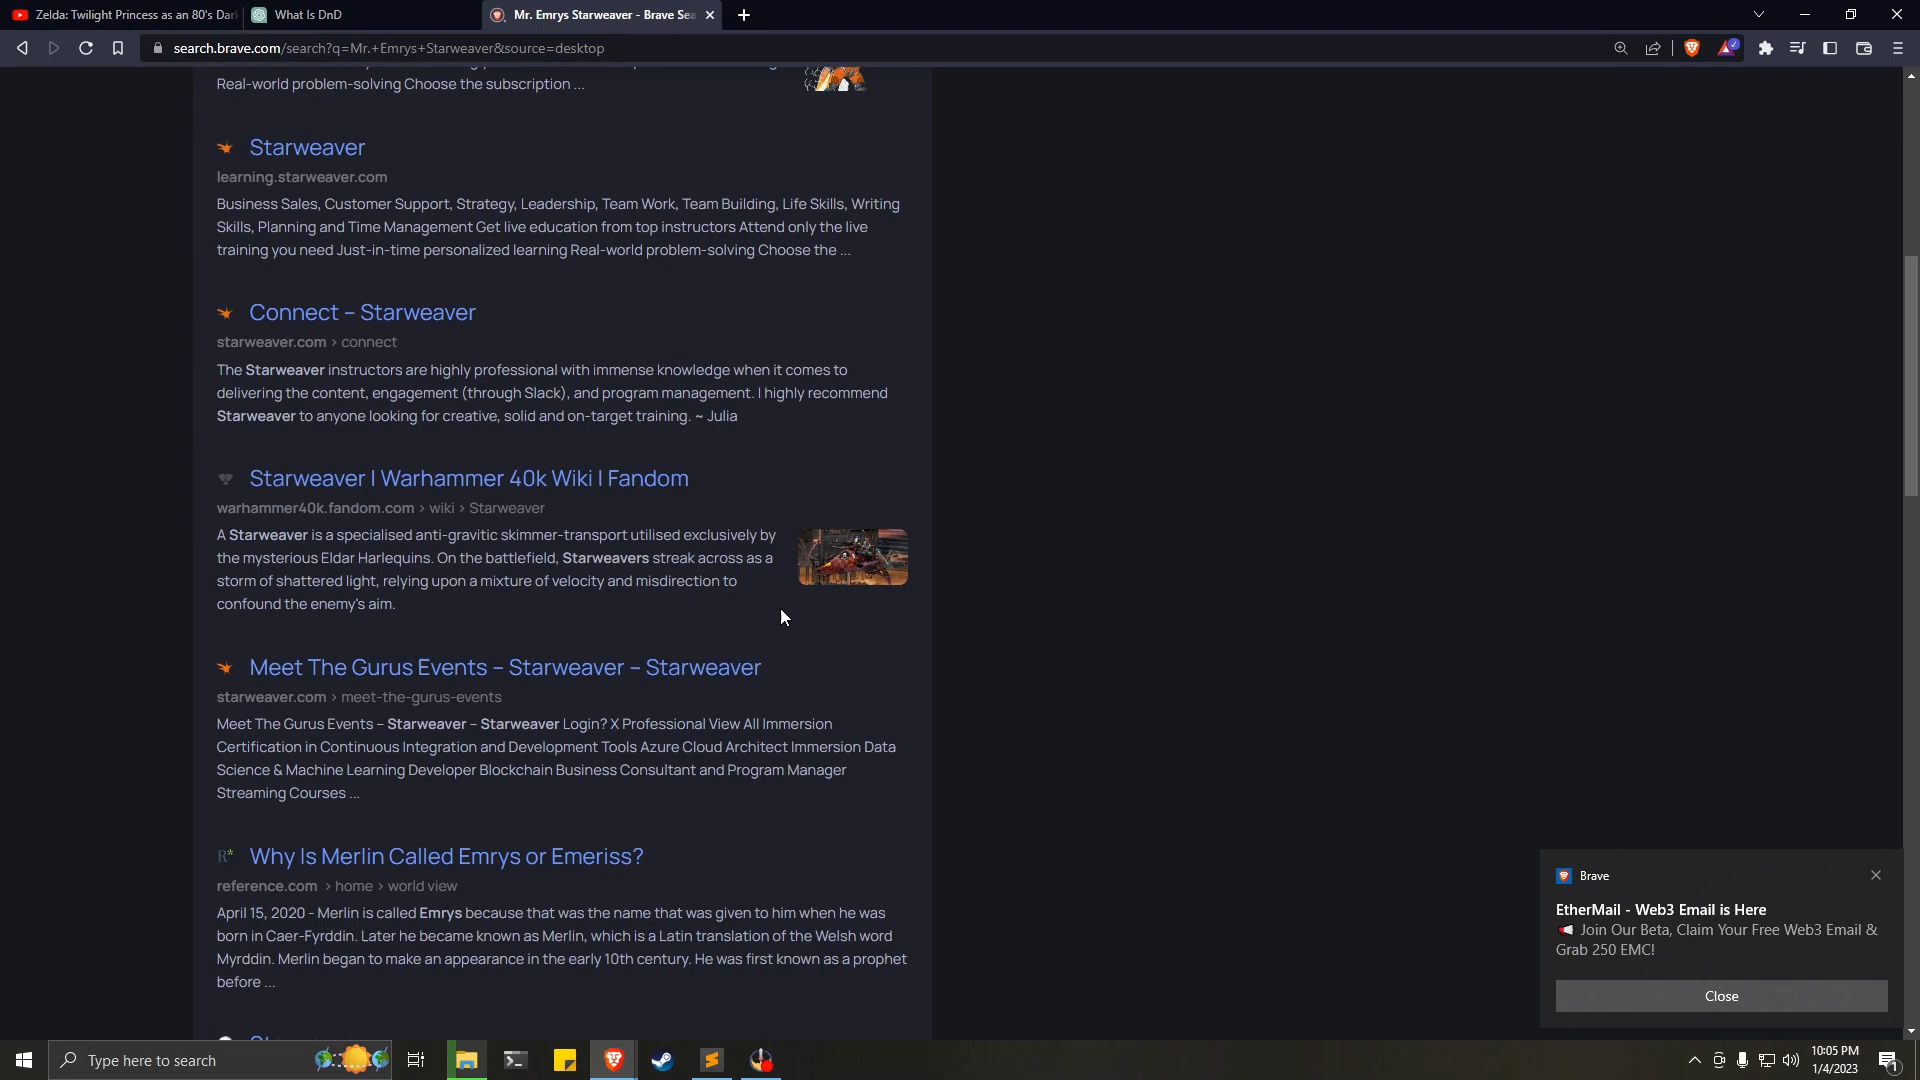 Zelda: Twilight Princess as an 80's Dark
What Is DnD
Mr. Emrys Starweaver - Brave Sea
search.brave.com/search?q=Mr.+Emrys+Starweaver&source=desktop
Real-world problem-solving Choose the subscription ...
Starweaver
learning.starweaver.com
Business Sales, Customer Support, Strategy, Leadership, Team Work, Team Building, Life Skills, Writing
Skills, Planning and Time Management Get live education from top instructors Attend only the live
training you need Just-in-time personalized learning Real-world problem-solving Choose the ...
Connect – Starweaver
starweaver.com › connect
The Starweaver instructors are highly professional with immense knowledge when it comes to
delivering the content, engagement (through Slack), and program management. I highly recommend
Starweaver to anyone looking for creative, solid and on-target training. ~ Julia
Starweaver | Warhammer 40k Wiki | Fandom
warhammer40k.fandom.com › wiki › Starweaver
A Starweaver is a specialised anti-gravitic skimmer-transport utilised exclusively by
the mysterious Eldar Harlequins. On the battlefield, Starweavers streak across as a
storm of shattered light, relying upon a mixture of velocity and misdirection to
confound the enemy's aim.
Meet The Gurus Events – Starweaver – Starweaver
starweaver.com › meet-the-gurus-events
Meet The Gurus Events – Starweaver – Starweaver Login? X Professional View All Immersion
Certification in Continuous Integration and Development Tools Azure Cloud Architect Immersion Data
Science & Machine Learning Developer Blockchain Business Consultant and Program Manager
Streaming Courses ...
R* Why Is Merlin Called Emrys or Emeriss?
reference.com › home › world view
April 15, 2020 - Merlin is called Emrys because that was the name that was given to him when he was
born in Caer-Fyrddin. Later he became known as Merlin, which is a Latin translation of the Welsh word
Myrddin. Merlin began to make an appearance in the early 10th century. He was first known as a prophet
before ...
Brave
EtherMail - Web3 Email is Here
Join Our Beta, Claim Your Free Web3 Email &
Grab 250 EMC!
Close
Type here to search
10:05 PM
1/4/2023
1